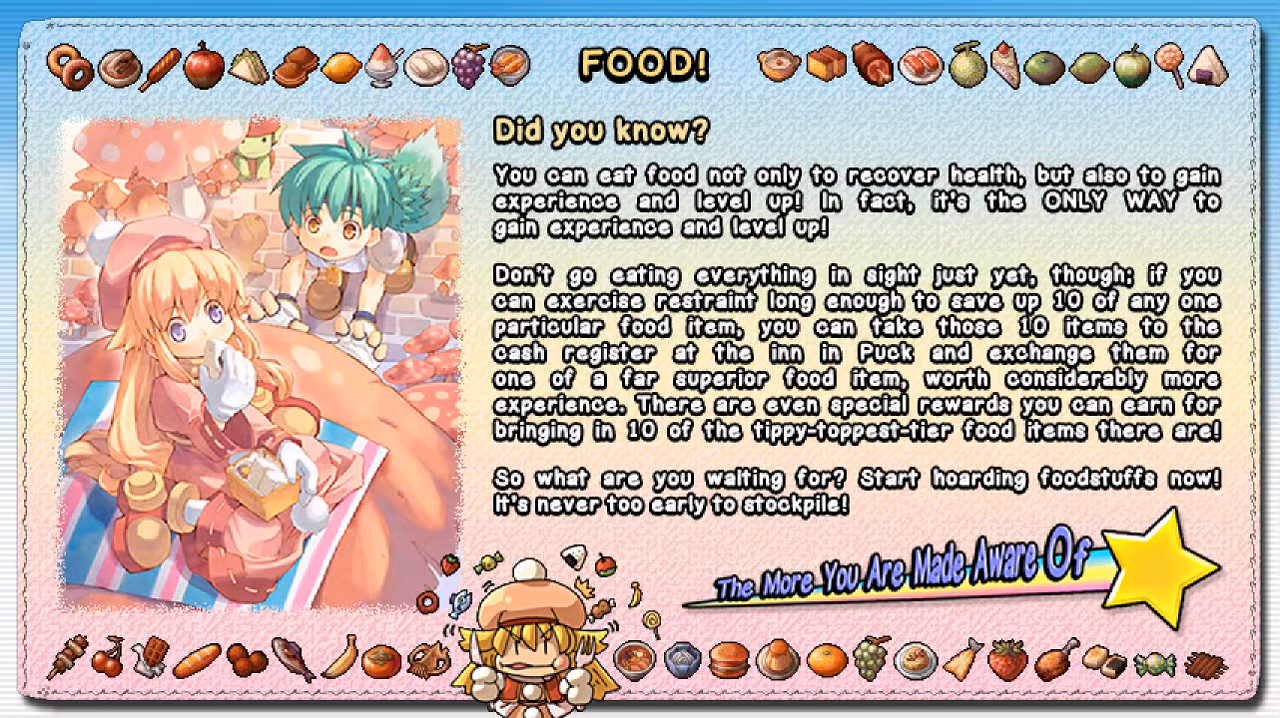 FOOD!
Did you know?
You can eat food not only to recover health, but also to gain
experience and level up! In fact, it's the ONLY WAY to
gain experience and level up!
Don't go eating everything in sight just yet, though; if you
can exercise restraint long enough to save up 10 of any one
particular food item, you can take those 10 items to the
cash register at the inn in Puck and exchange them for
one of a far superior food item, worth considerably more
experience. There are even special rewards you can earn for
bringing in 10 of the tippy-toppest-tier food items there are!
So what are you waiting for? Start hoarding foodstuffs now!
It's never too early to stockpile!
The More You Are Made Aware Of